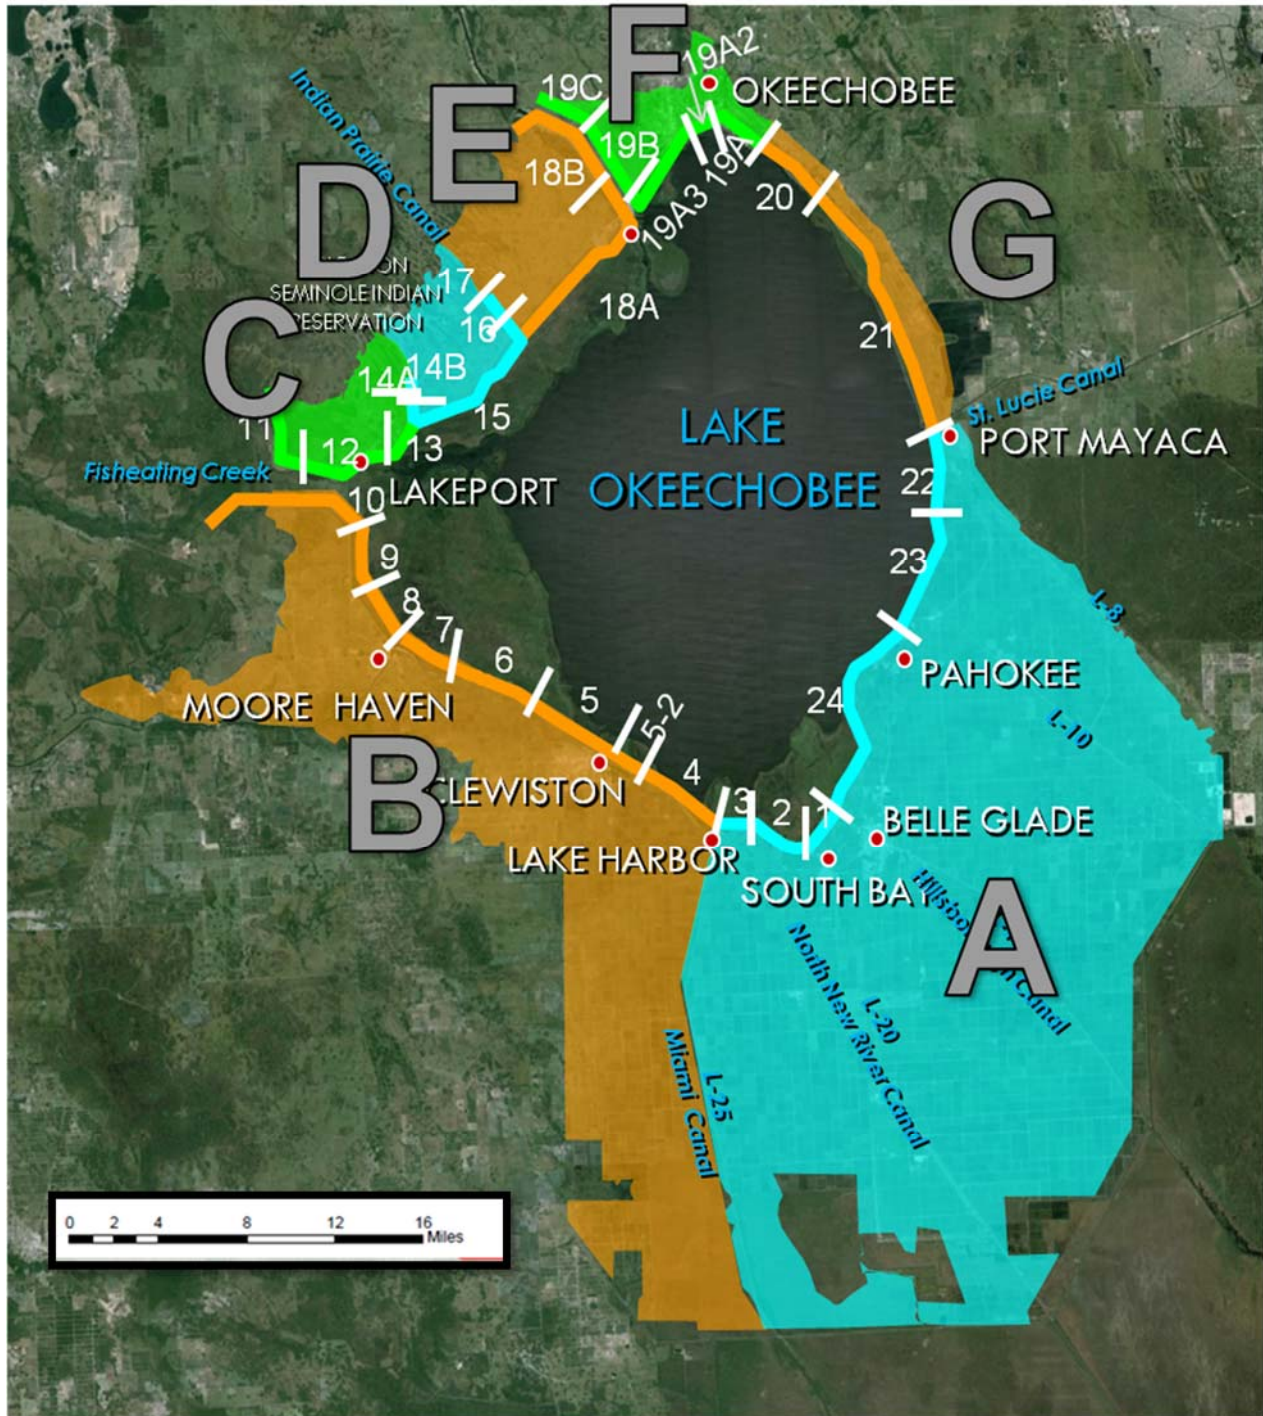 F
19A2
19C
OKEECHOBEE
E
Indian Prairie Canal
19B
19A
18B
20
D
19A3
G
SEMINOLE INDIAN
17
18A
C
16
21
14B
14A
St. Lucie Canal
15
LAKE
OKEECHOBEE
11
PORT MAYACA
12
13
Fisheating Creek
LAKEPORT
22
10
9
23
L-8
8
7
6
PAHOKEE
MOORE HAVEN
5
5-2
24
L-10
B
CLEWISTON
4
3
2
1
BELLE GLADE
LAKE HARBOR
SOUTH BAY
A
Canal
North New River Canal
L-20
Miami Canal
L-25
0 2 4 8 12 16
Miles